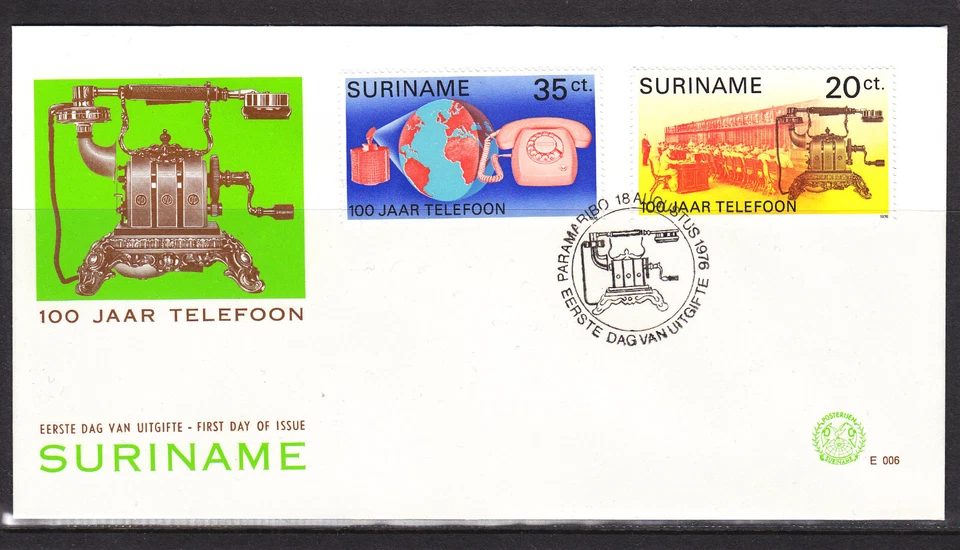 SURINAME 35 ct.
100 JAAR TELEFOON
SURINAME 20 ct.
100 JAAR TELEFOON
1976
PARAMARIBO 18 AUGUSTUS 1976
EERSTE DAG VAN UITGIFTE
100 JAAR TELEFOON
EERSTE DAG VAN UITGIFTE - FIRST DAY OF ISSUE
SURINAME
POSTERIJEN
SURINAME
E 006